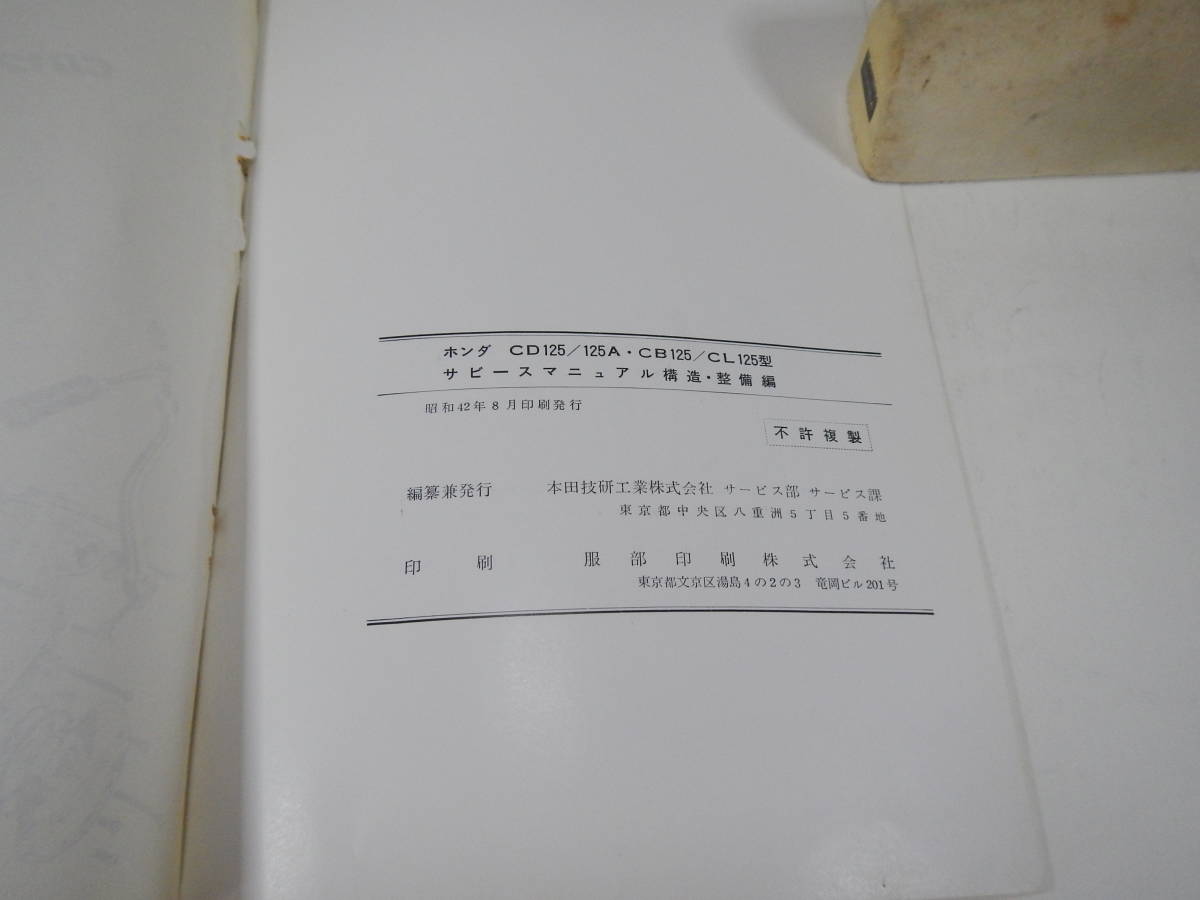 ホンダ CD125/125A・CB125/CL125型
サビースマニュアル構造・整備編
昭和42年8月印刷発行
不許複製
編纂兼発行 本田技研工業株式会社 サービス部 サービス課
東京都中央区八重洲5丁目5番地
印刷 服部印刷株式会社
東京都文京区湯島4の2の3 竜岡ビル201号